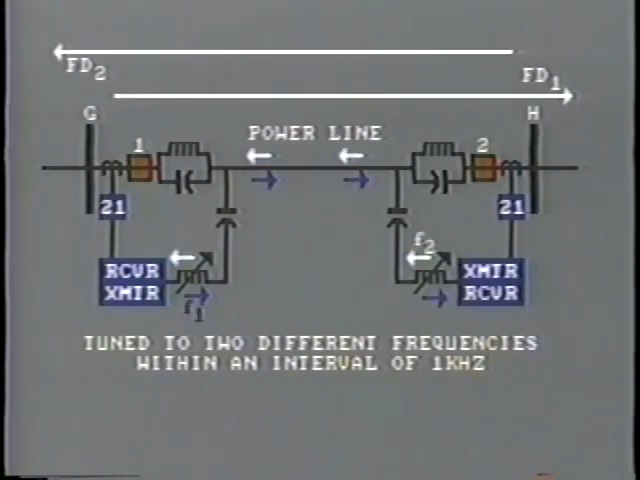 FD2
FD1
G
H
POWER LINE
1
2
21
21
f2
RCVR
XMTR
XMTR
RCVR
f1
TUNED TO TWO DIFFERENT FREQUENCIES
WITHIN AN INTERVAL OF 1KHZ